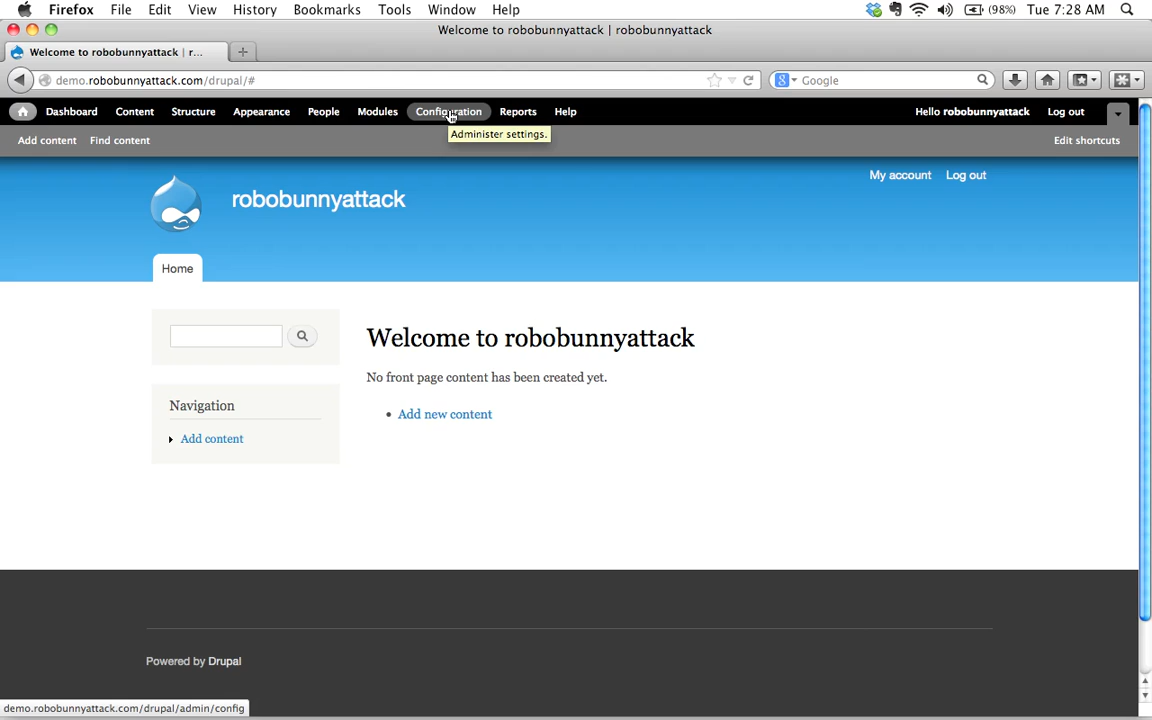 Firefox File Edit View History Bookmarks Tools Window Help (98%) Tue 7:28 AM
Welcome to robobunnyattack | robobunnyattack
Welcome to robobunnyattack | r... +
demo.robobunnyattack.com/drupal/# Google
Dashboard Content Structure Appearance People Modules Configuration Reports Help Hello robobunnyattack Log out
Administer settings.
Add content Find content Edit shortcuts
My account Log out
robobunnyattack
Home
Welcome to robobunnyattack
No front page content has been created yet.
Navigation
• Add new content
Add content
Powered by Drupal
demo.robobunnyattack.com/drupal/admin/config